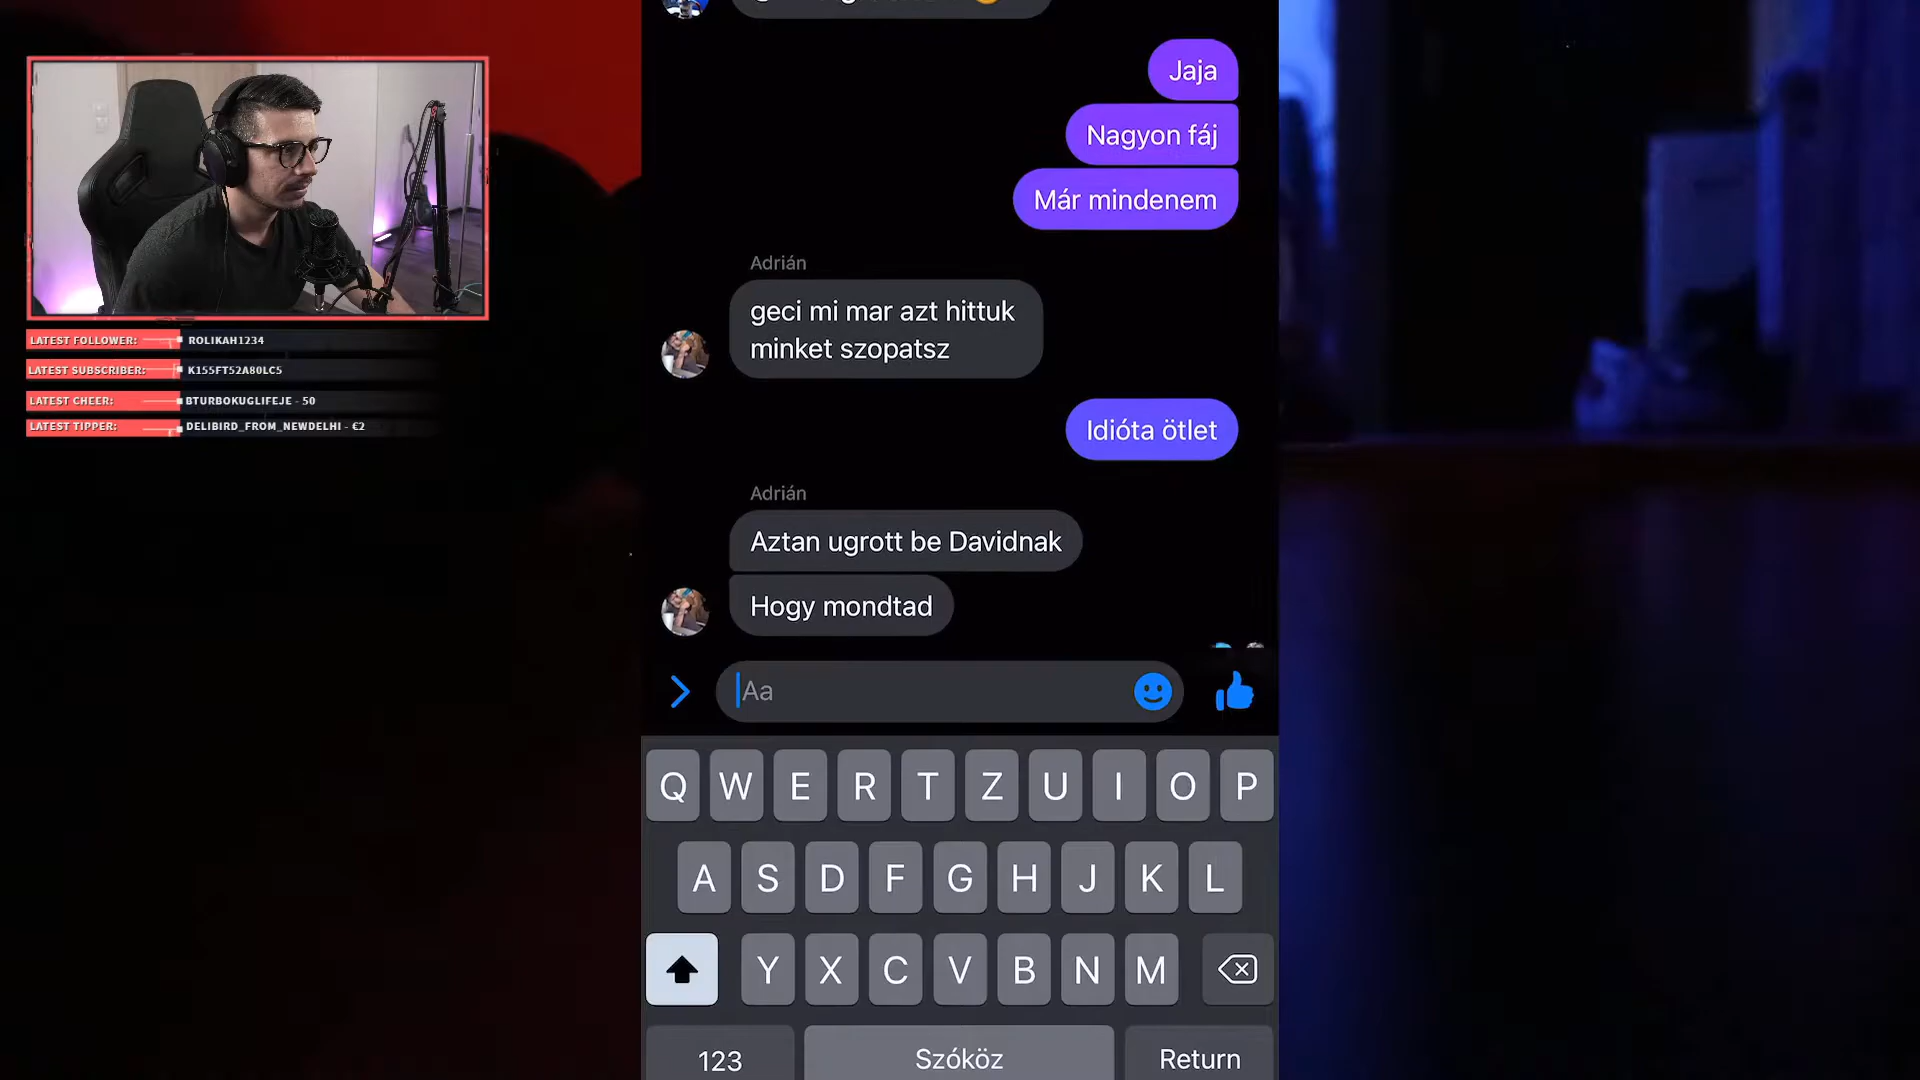 Jaja
Nagyon fáj
Már mindenem
Adrián
geci mi mar azt hittuk
minket szopatsz
Idióta ötlet
Adrián
Aztan ugrott be Davidnak
Hogy mondtad
Aa
Q W E R T Z U I O P
A S D F G H J K L
Y X C V B N M
123 Szóköz Return
LATEST FOLLOWER: ROLIKAH1234
LATEST SUBSCRIBER: K155FT52A80LC5
LATEST CHEER: BTURBOKUGLIFEJE - 50
LATEST TIPPER: DELIBIRD_FROM_NEWDELHI - €2